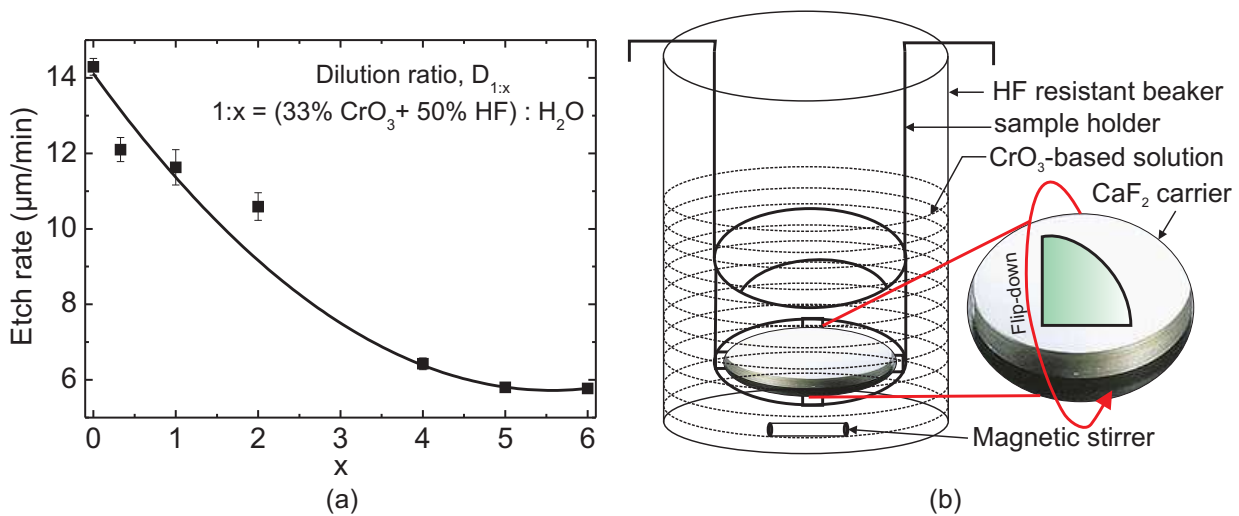 Etch rate (µm/min)
14
12
10
8
6
0
1
2
3
4
5
6
x
Dilution ratio, D1:x
1:x = (33% CrO3+ 50% HF) : H2O
(a)
HF resistant beaker
sample holder
CrO3-based solution
CaF2 carrier
Flip-down
Magnetic stirrer
(b)